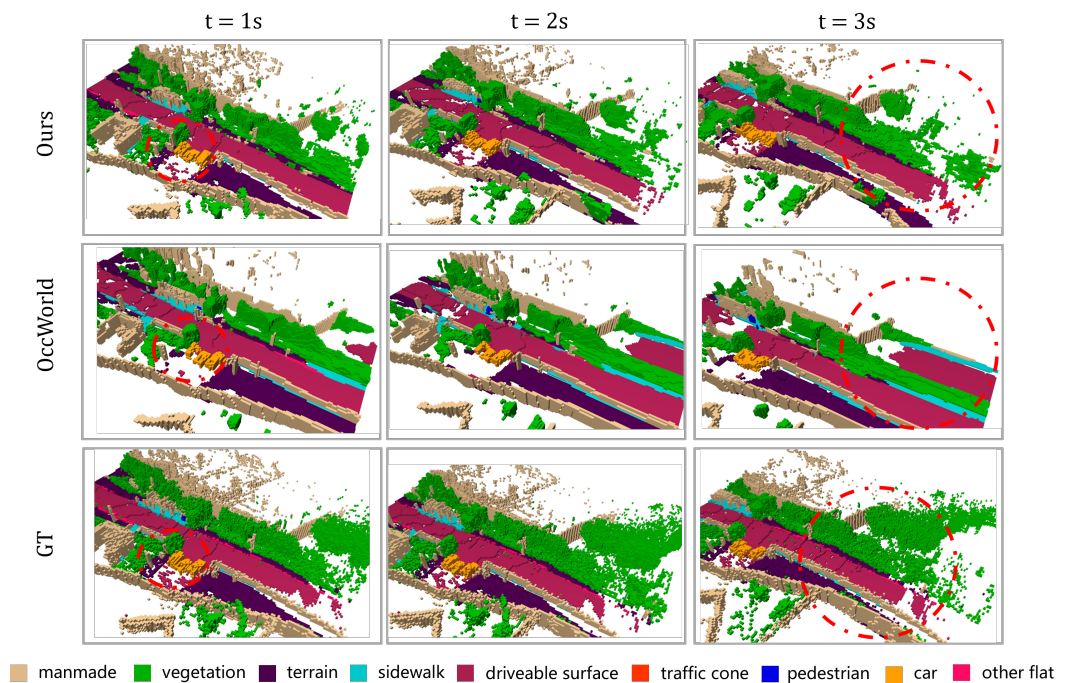 t = 1s t = 2s t = 3s
Ours
OccWorld
GT
manmade vegetation terrain sidewalk driveable surface traffic cone pedestrian car other flat